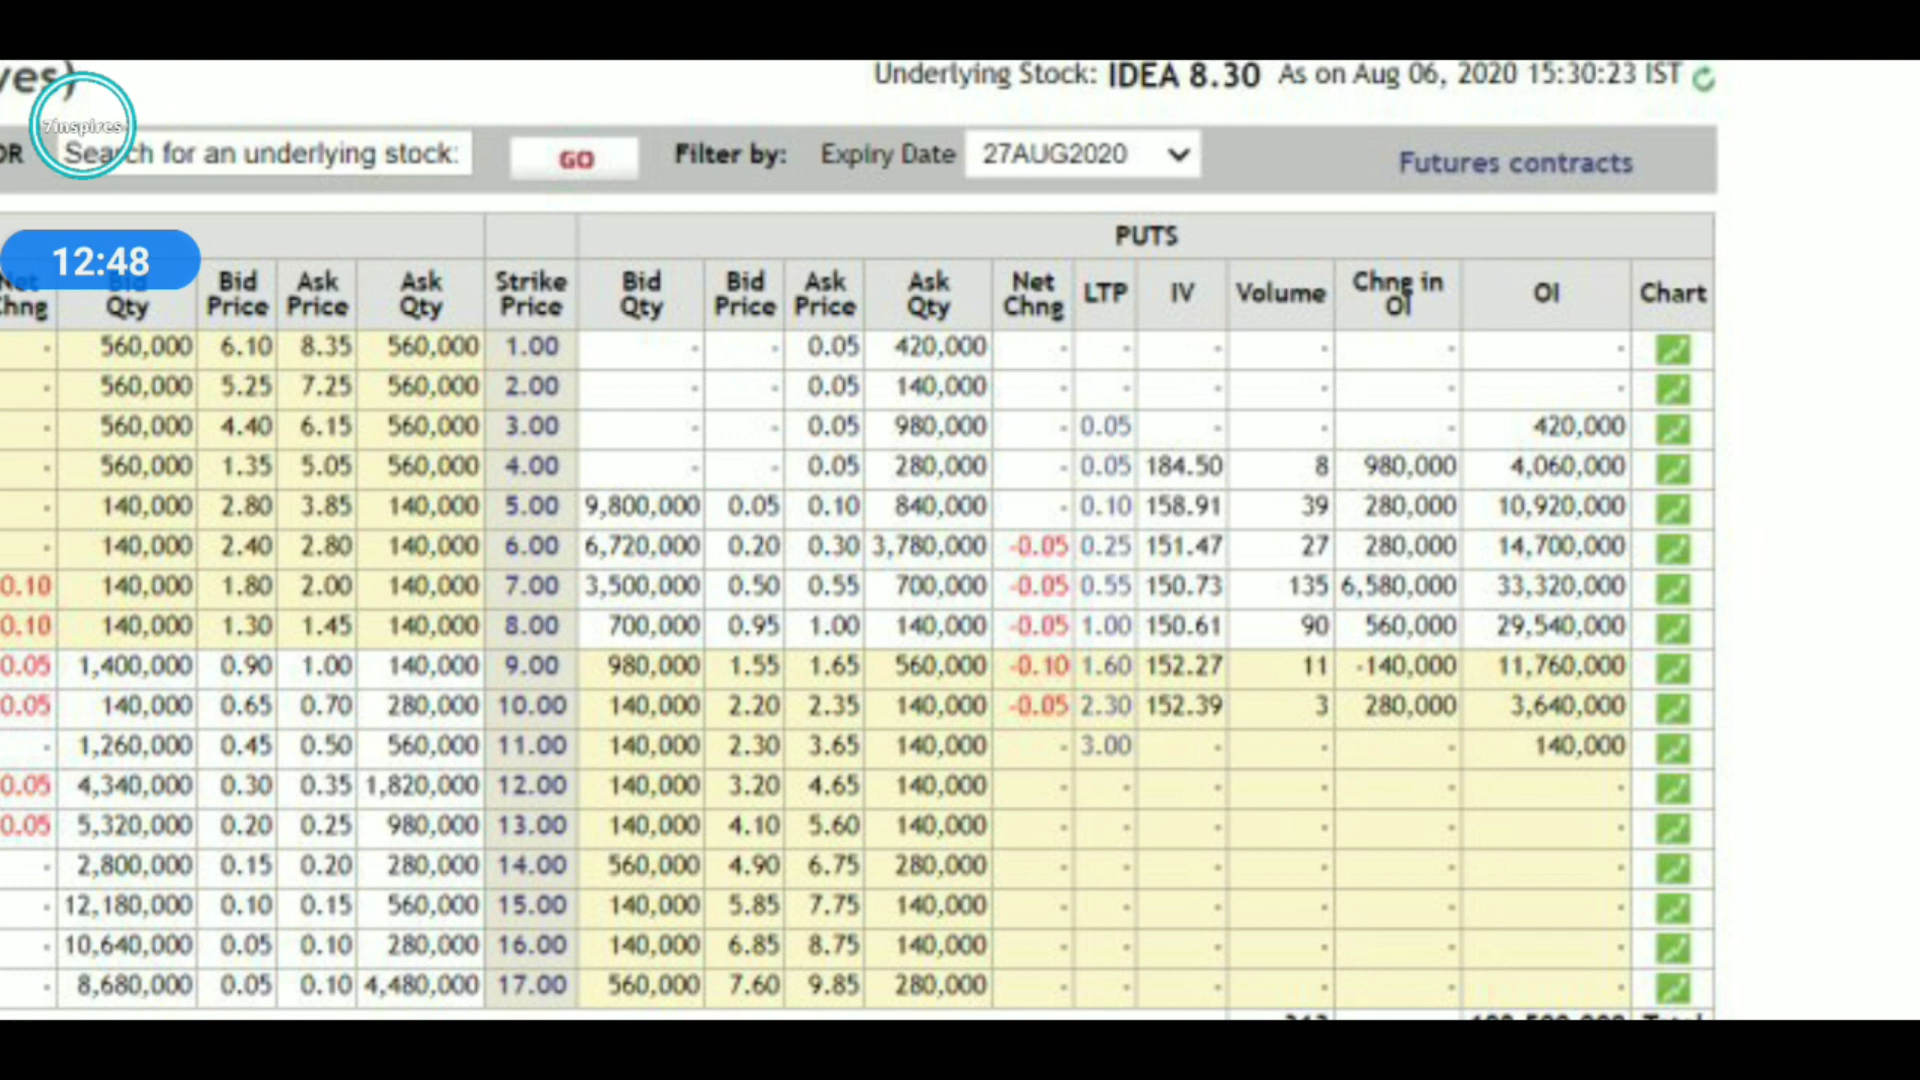 Underlying Stock: IDEA 8.30 As on Aug 06, 2020 15:30:23 IST
7inspires
OR Search for an underlying stock: GO Filter by: Expiry Date 27AUG2020 Futures contracts
12:48
PUTS
Net Chng Bid Qty Bid Price Ask Price Ask Qty Strike Price Bid Qty Bid Price Ask Price Ask Qty Net Chng LTP IV Volume Chng in OI OI Chart
- 560,000 6.10 8.35 560,000 1.00 - - 0.05 420,000 - - - - - -
- 560,000 5.25 7.25 560,000 2.00 - - 0.05 140,000 - - - - - -
- 560,000 4.40 6.15 560,000 3.00 - - 0.05 980,000 - 0.05 - - - 420,000
- 560,000 1.35 5.05 560,000 4.00 - - 0.05 280,000 - 0.05 184.50 8 980,000 4,060,000
- 140,000 2.80 3.85 140,000 5.00 9,800,000 0.05 0.10 840,000 - 0.10 158.91 39 280,000 10,920,000
- 140,000 2.40 2.80 140,000 6.00 6,720,000 0.20 0.30 3,780,000 -0.05 0.25 151.47 27 280,000 14,700,000
0.10 140,000 1.80 2.00 140,000 7.00 3,500,000 0.50 0.55 700,000 -0.05 0.55 150.73 135 6,580,000 33,320,000
0.10 140,000 1.30 1.45 140,000 8.00 700,000 0.95 1.00 140,000 -0.05 1.00 150.61 90 560,000 29,540,000
0.05 1,400,000 0.90 1.00 140,000 9.00 980,000 1.55 1.65 560,000 -0.10 1.60 152.27 11 -140,000 11,760,000
0.05 140,000 0.65 0.70 280,000 10.00 140,000 2.20 2.35 140,000 -0.05 2.30 152.39 3 280,000 3,640,000
- 1,260,000 0.45 0.50 560,000 11.00 140,000 2.30 3.65 140,000 - 3.00 - - - 140,000
0.05 4,340,000 0.30 0.35 1,820,000 12.00 140,000 3.20 4.65 140,000 - - - - - -
0.05 5,320,000 0.20 0.25 980,000 13.00 140,000 4.10 5.60 140,000 - - - - - -
- 2,800,000 0.15 0.20 280,000 14.00 560,000 4.90 6.75 280,000 - - - - - -
- 12,180,000 0.10 0.15 560,000 15.00 140,000 5.85 7.75 140,000 - - - - - -
- 10,640,000 0.05 0.10 280,000 16.00 140,000 6.85 8.75 140,000 - - - - - -
- 8,680,000 0.05 0.10 4,480,000 17.00 560,000 7.60 9.85 280,000 - - - - - -